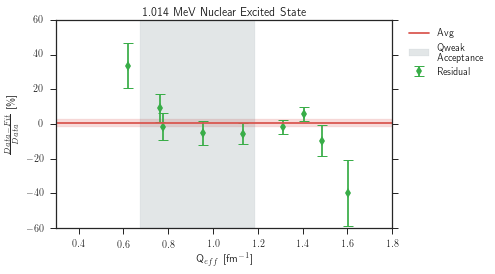 1.014 MeV Nuclear Excited State
60
40
20
0
−20
−40
−60
Data−Fit
Data
[%]
0.4 0.6 0.8 1.0 1.2 1.4 1.6 1.8
Qeff [fm−1]
Avg
Qweak
Acceptance
Residual